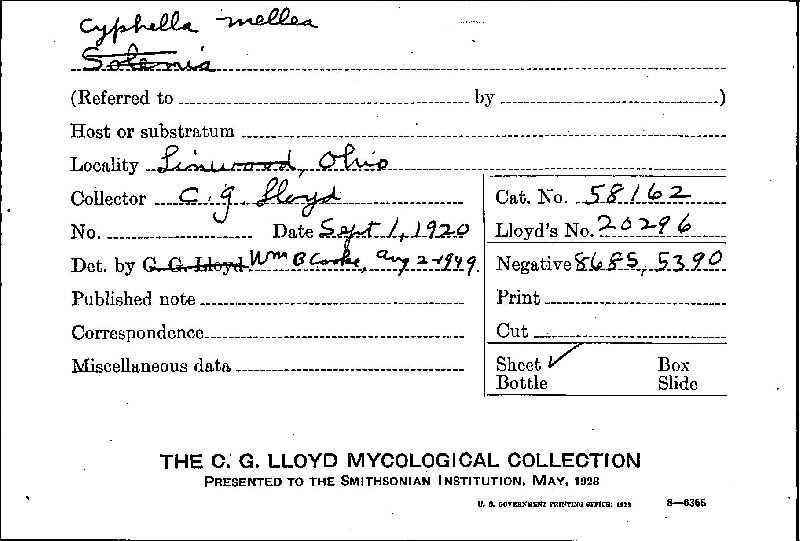 Cyphella mellea
Solenia
(Referred to by )
Host or substratum
Locality Linwood, Ohio
Collector C. G. Lloyd
Cat. No. 58162
No. Date Sept 1, 1920
Lloyd's No. 20296
Det. by C. G. Lloyd Wm B Cooke, Aug 2-1949.
Negative 8685, 5390
Published note
Print
Correspondence
Cut
Miscellaneous data
Sheet ✓ Box
Bottle Slide
THE C. G. LLOYD MYCOLOGICAL COLLECTION
PRESENTED TO THE SMITHSONIAN INSTITUTION, MAY, 1928
U. S. GOVERNMENT PRINTING OFFICE: 1929 8—6365